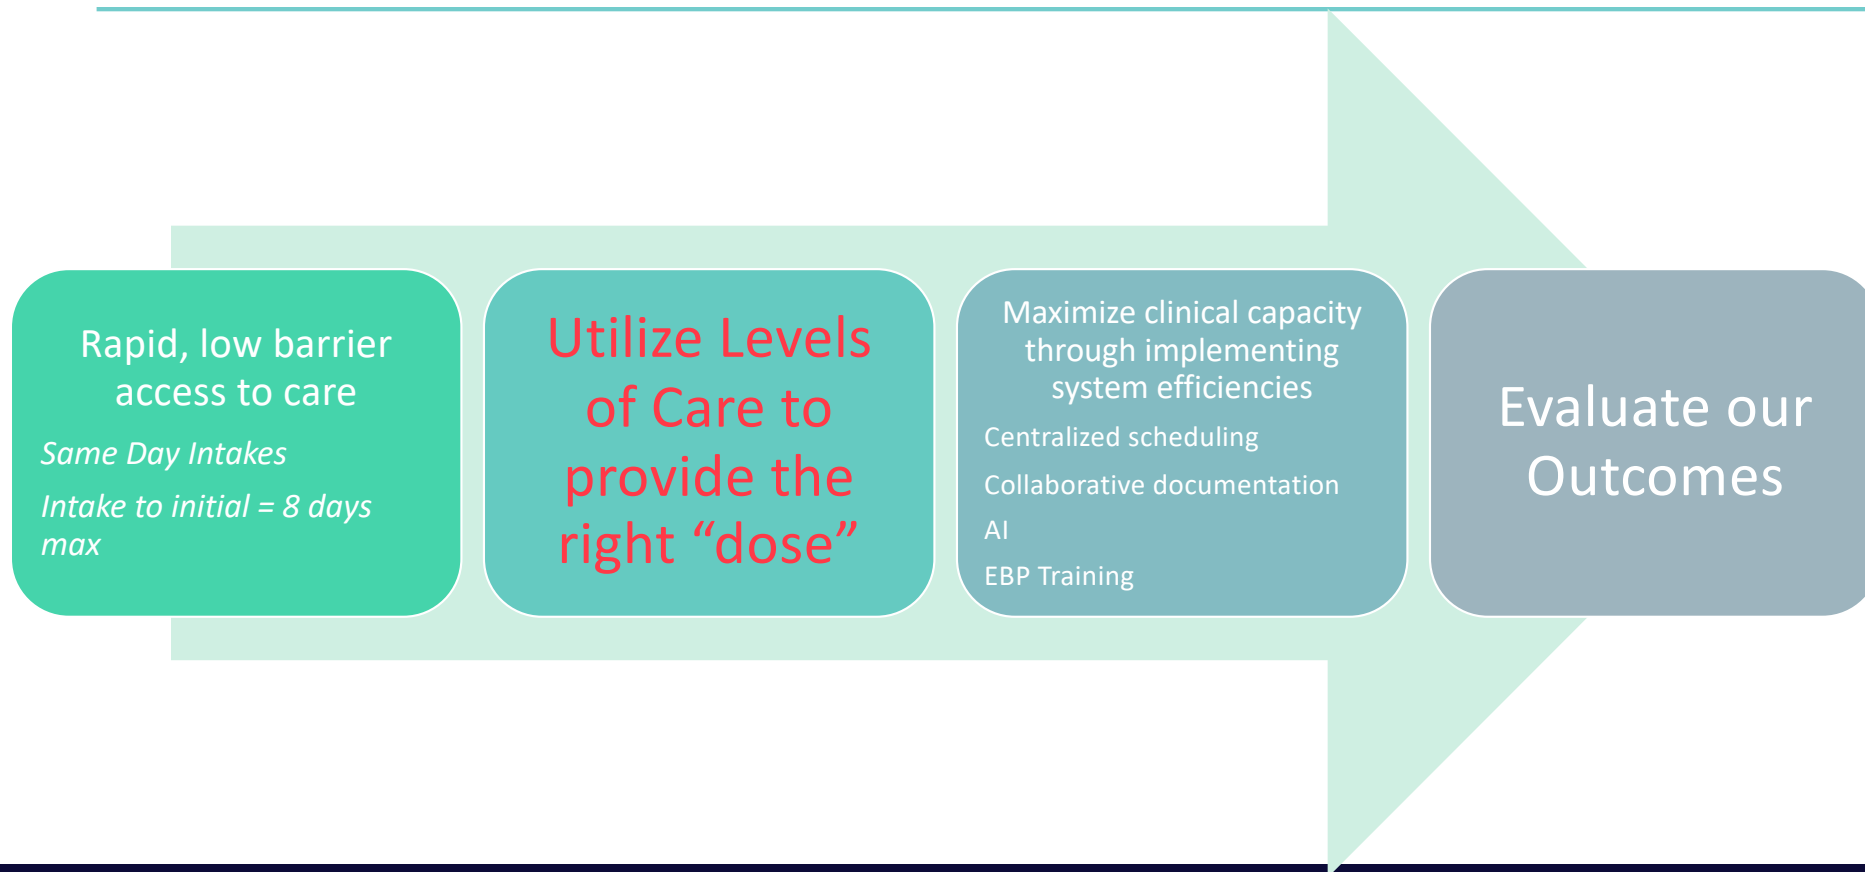 Rapid, low barrier
access to care
Same Day Intakes
Intake to initial = 8 days
max
Utilize Levels
of Care to
provide the
right “dose”
Maximize clinical capacity
through implementing
system efficiencies
Centralized scheduling
Collaborative documentation
AI
EBP Training
Evaluate our
Outcomes